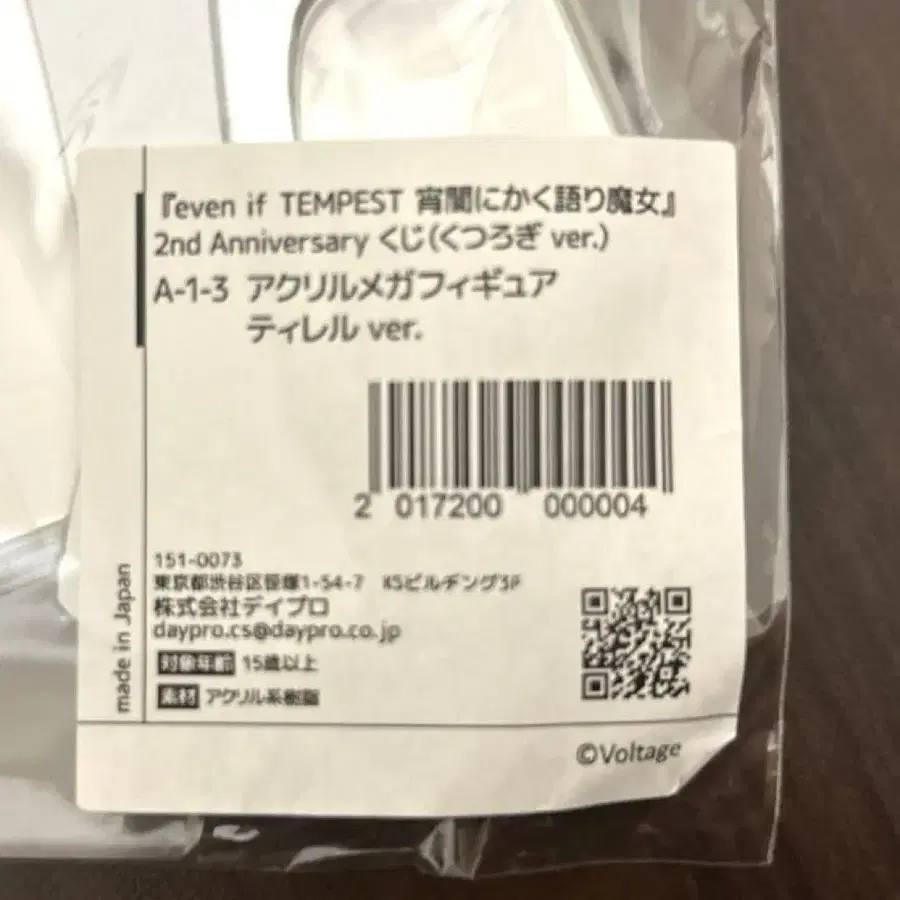 『even if TEMPEST 宵闇にかく語り魔女』
2nd Anniversary くじ(くつろぎ ver.)
A-1-3 アクリルメガフィギュア
ティレル ver.
2 017200 000004
151-0073
東京都渋谷区笹塚1-54-7 KSビルヂング3F
株式会社デイプロ
daypro.cs@daypro.co.jp
対象年齢 15歳以上
素材 アクリル系樹脂
made in Japan
©Voltage